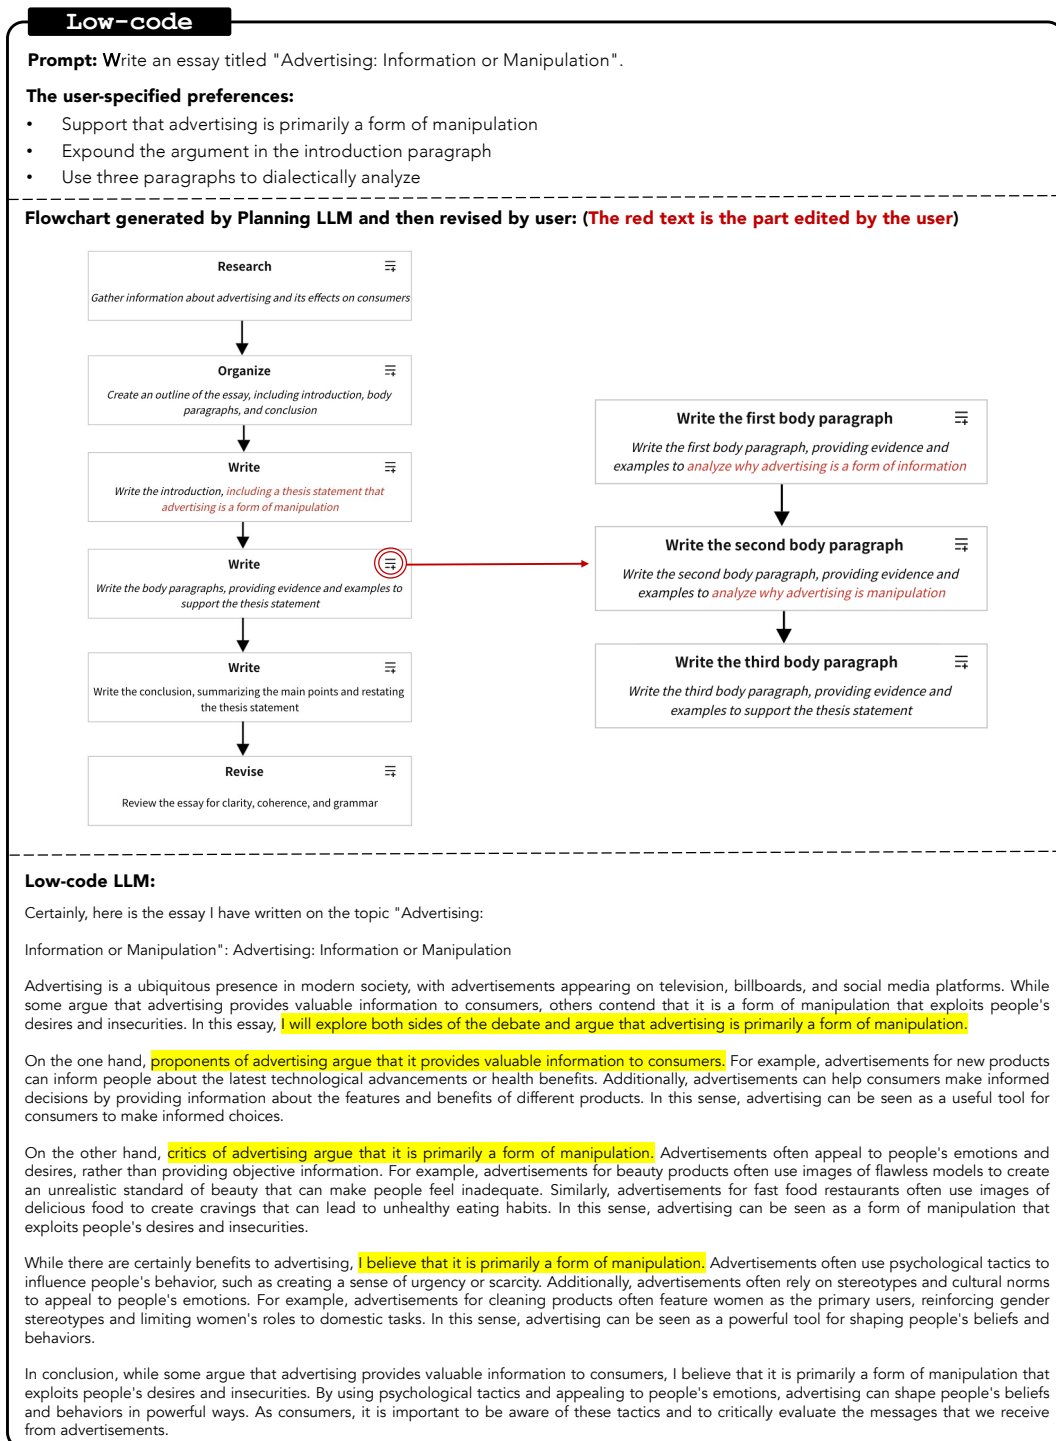 Low-code
Prompt: Write an essay titled "Advertising: Information or Manipulation".
The user-specified preferences:
• Support that advertising is primarily a form of manipulation
• Expound the argument in the introduction paragraph
• Use three paragraphs to dialectically analyze
Flowchart generated by Planning LLM and then revised by user: (The red text is the part edited by the user)
Research
Gather information about advertising and its effects on consumers
Organize
Create an outline of the essay, including introduction, body
paragraphs, and conclusion
Write
Write the introduction, including a thesis statement that
advertising is a form of manipulation
Write
Write the body paragraphs, providing evidence and examples to
support the thesis statement
Write
Write the conclusion, summarizing the main points and restating
the thesis statement
Revise
Review the essay for clarity, coherence, and grammar
Write the first body paragraph
Write the first body paragraph, providing evidence and
examples to analyze why advertising is a form of information
Write the second body paragraph
Write the second body paragraph, providing evidence and
examples to analyze why advertising is manipulation
Write the third body paragraph
Write the third body paragraph, providing evidence and
examples to support the thesis statement
Low-code LLM:
Certainly, here is the essay I have written on the topic "Advertising:
Information or Manipulation": Advertising: Information or Manipulation
Advertising is a ubiquitous presence in modern society, with advertisements appearing on television, billboards, and social media platforms. While
some argue that advertising provides valuable information to consumers, others contend that it is a form of manipulation that exploits people's
desires and insecurities. In this essay, I will explore both sides of the debate and argue that advertising is primarily a form of manipulation.
On the one hand, proponents of advertising argue that it provides valuable information to consumers. For example, advertisements for new products
can inform people about the latest technological advancements or health benefits. Additionally, advertisements can help consumers make informed
decisions by providing information about the features and benefits of different products. In this sense, advertising can be seen as a useful tool for
consumers to make informed choices.
On the other hand, critics of advertising argue that it is primarily a form of manipulation. Advertisements often appeal to people's emotions and
desires, rather than providing objective information. For example, advertisements for beauty products often use images of flawless models to create
an unrealistic standard of beauty that can make people feel inadequate. Similarly, advertisements for fast food restaurants often use images of
delicious food to create cravings that can lead to unhealthy eating habits. In this sense, advertising can be seen as a form of manipulation that
exploits people's desires and insecurities.
While there are certainly benefits to advertising, I believe that it is primarily a form of manipulation. Advertisements often use psychological tactics to
influence people's behavior, such as creating a sense of urgency or scarcity. Additionally, advertisements often rely on stereotypes and cultural norms
to appeal to people's emotions. For example, advertisements for cleaning products often feature women as the primary users, reinforcing gender
stereotypes and limiting women's roles to domestic tasks. In this sense, advertising can be seen as a powerful tool for shaping people's beliefs and
behaviors.
In conclusion, while some argue that advertising provides valuable information to consumers, I believe that it is primarily a form of manipulation that
exploits people's desires and insecurities. By using psychological tactics and appealing to people's emotions, advertising can shape people's beliefs
and behaviors in powerful ways. As consumers, it is important to be aware of these tactics and to critically evaluate the messages that we receive
from advertisements.